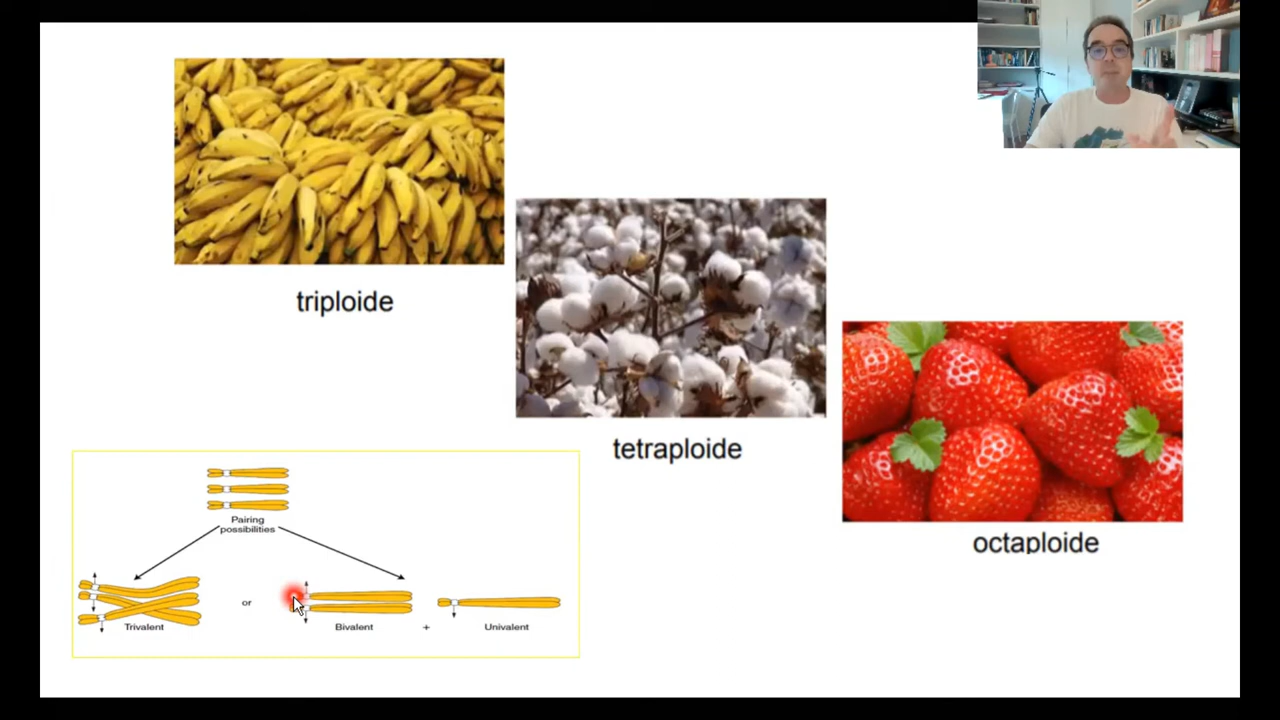 triploide
tetraploide
octaploide
Pairing
possibilities
or
Trivalent
Bivalent
+
Univalent